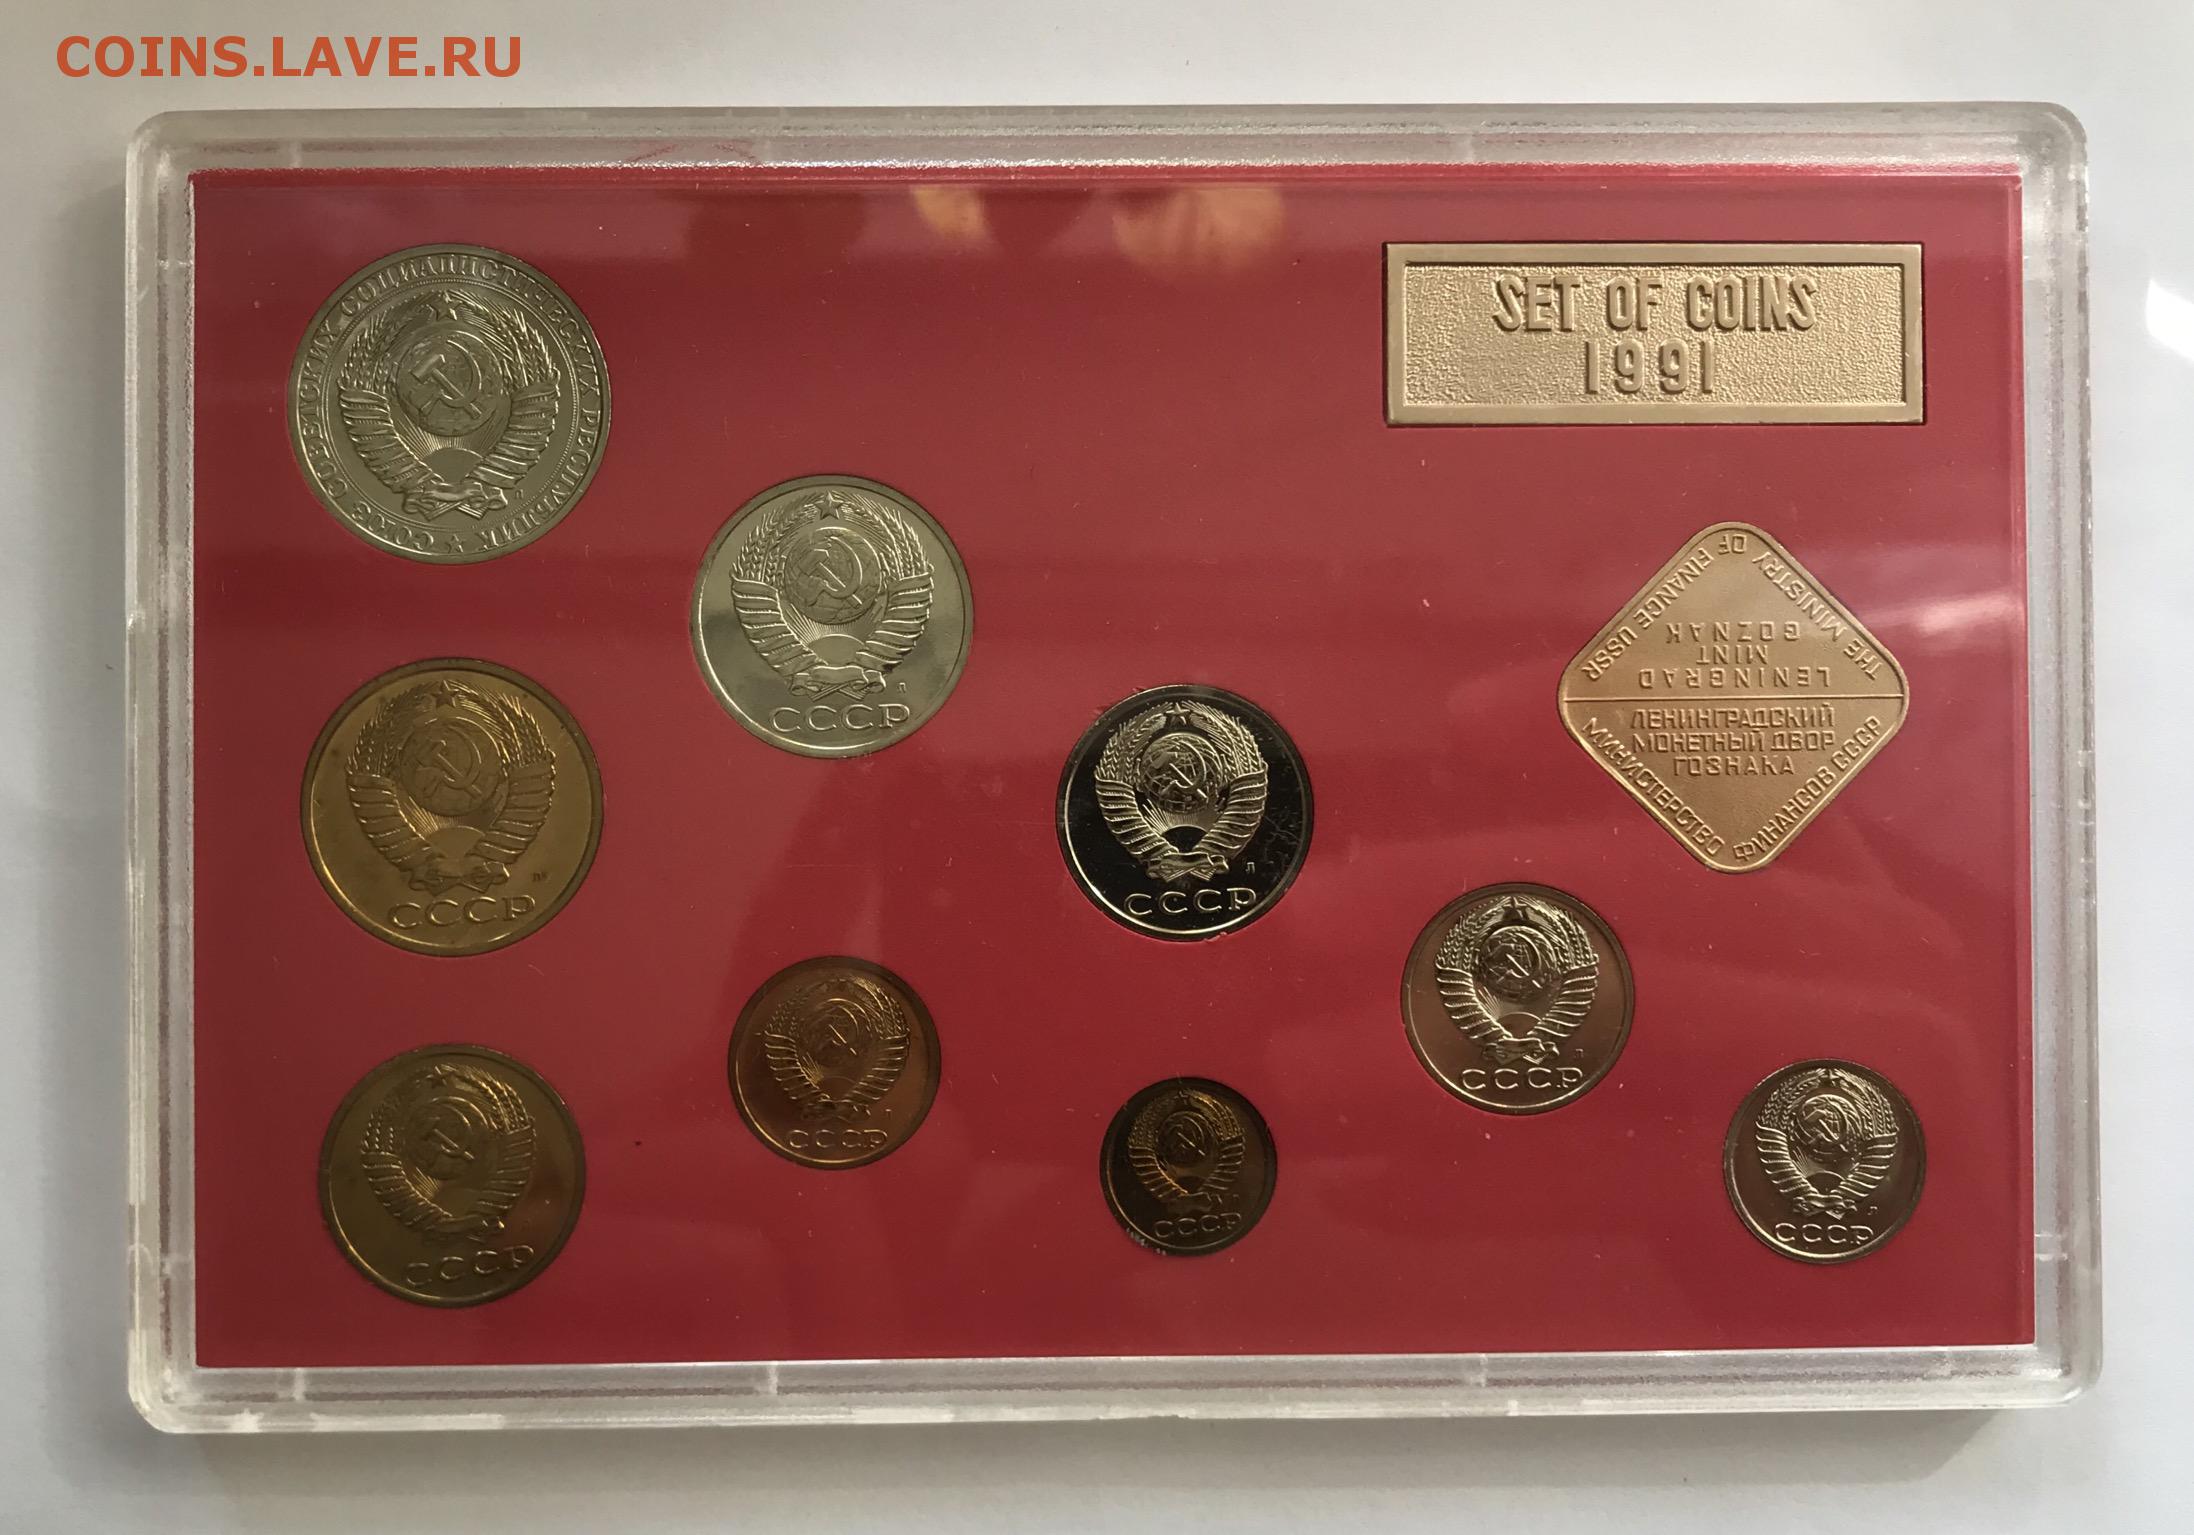 COINS.LAVE.RU
SET OF COINS
1991
СОЮЗ СОВЕТСКИХ СОЦИАЛИСТИЧЕСКИХ РЕСПУБЛИК
Л
Л
СССР
СССР
Л
СССР
THE MINISTRY OF FINANCE USSR
LENINGRAD
MINT
GOZNAK
ЛЕНИНГРАДСКИЙ
МОНЕТНЫЙ ДВОР
ГОЗНАКА
МИНИСТЕРСТВО ФИНАНСОВ СССР
Л
СССР
СССР
СССР
СССР
Л
СССР